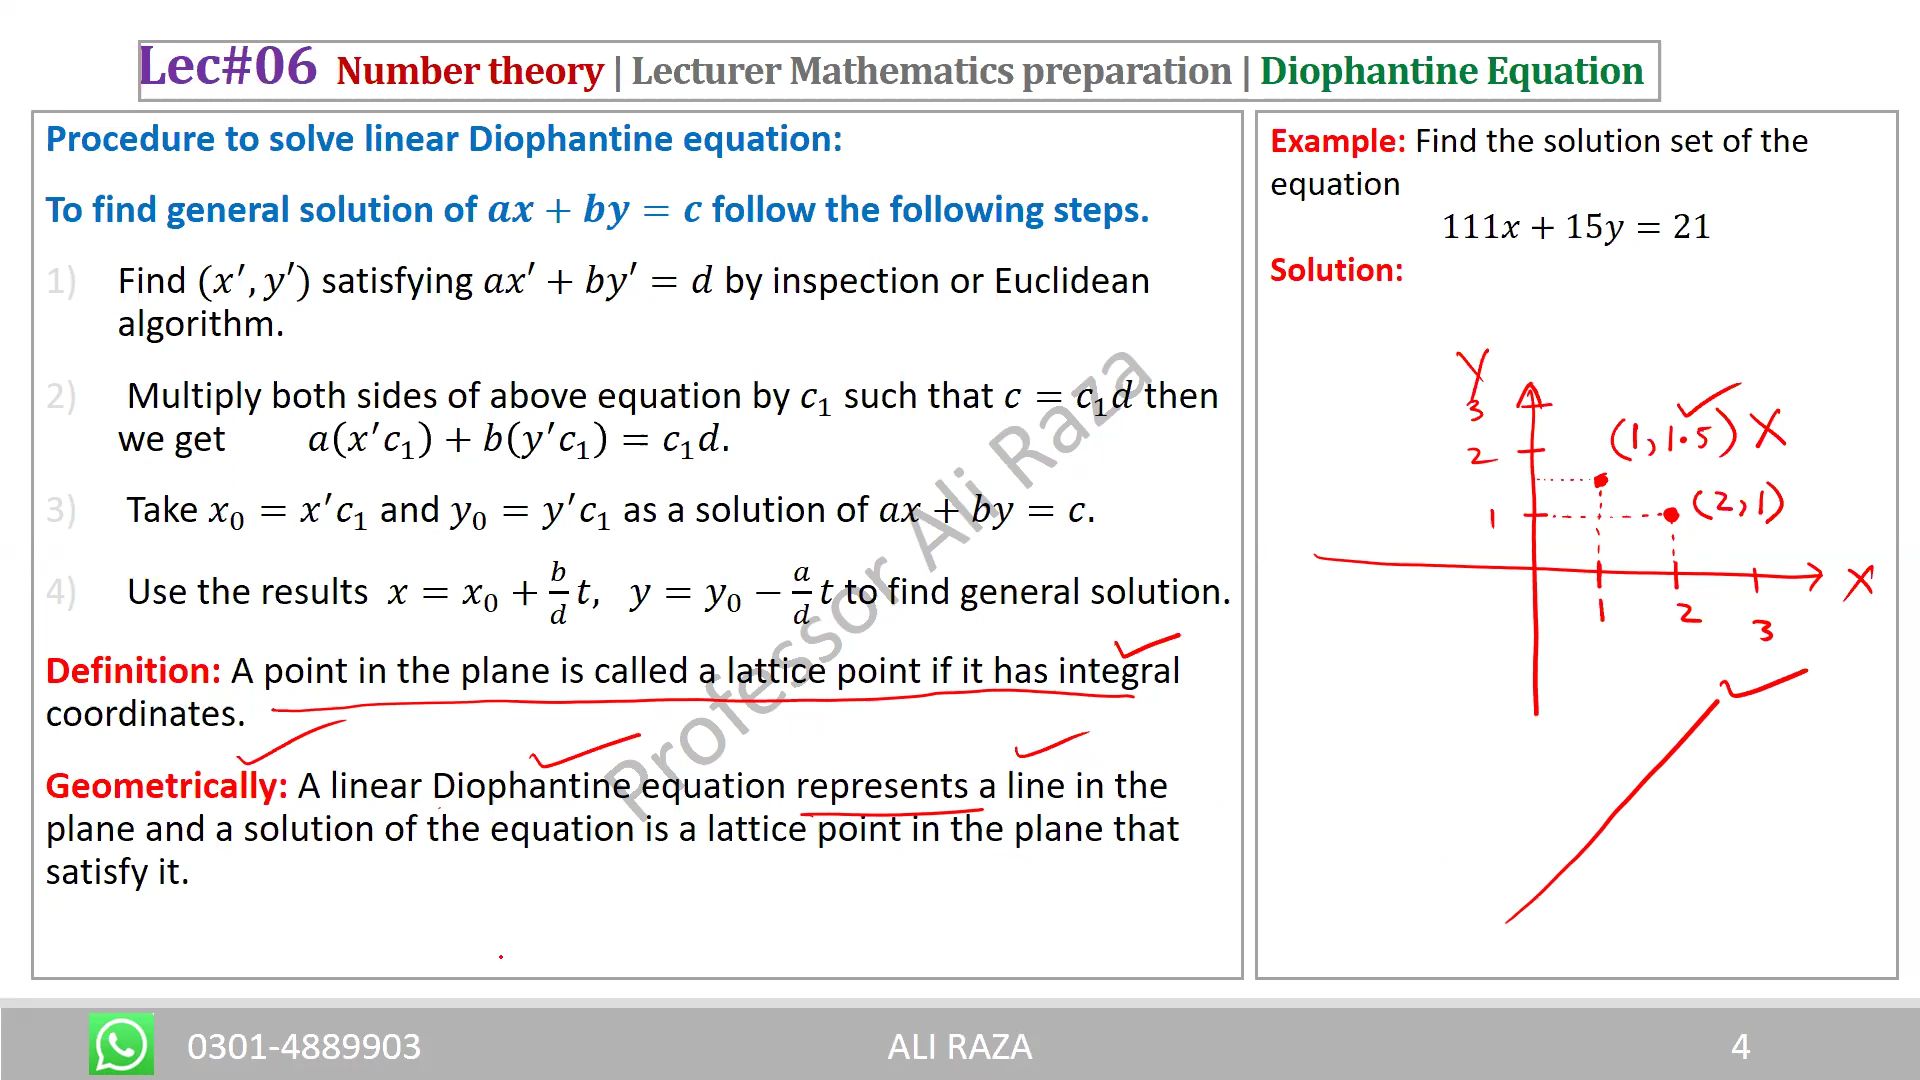 Lec#06 Number theory | Lecturer Mathematics preparation | Diophantine Equation
Procedure to solve linear Diophantine equation:
To find general solution of ax + by = c follow the following steps.
1) Find (x′, y′) satisfying ax′ + by′ = d by inspection or Euclidean
algorithm.
2) Multiply both sides of above equation by c₁ such that c = c₁d then
we get a(x′c₁) + b(y′c₁) = c₁d.
3) Take x₀ = x′c₁ and y₀ = y′c₁ as a solution of ax + by = c.
4) Use the results x = x₀ + b/d t, y = y₀ − a/d t to find general solution.
Definition: A point in the plane is called a lattice point if it has integral
coordinates.
Geometrically: A linear Diophantine equation represents a line in the
plane and a solution of the equation is a lattice point in the plane that
satisfy it.
Professor Ali Raza
Example: Find the solution set of the
equation
111x + 15y = 21
Solution:
Y
3
(1, 1.5) X
2
(2, 1)
1
X
1 2 3
0301-4889903
ALI RAZA
4